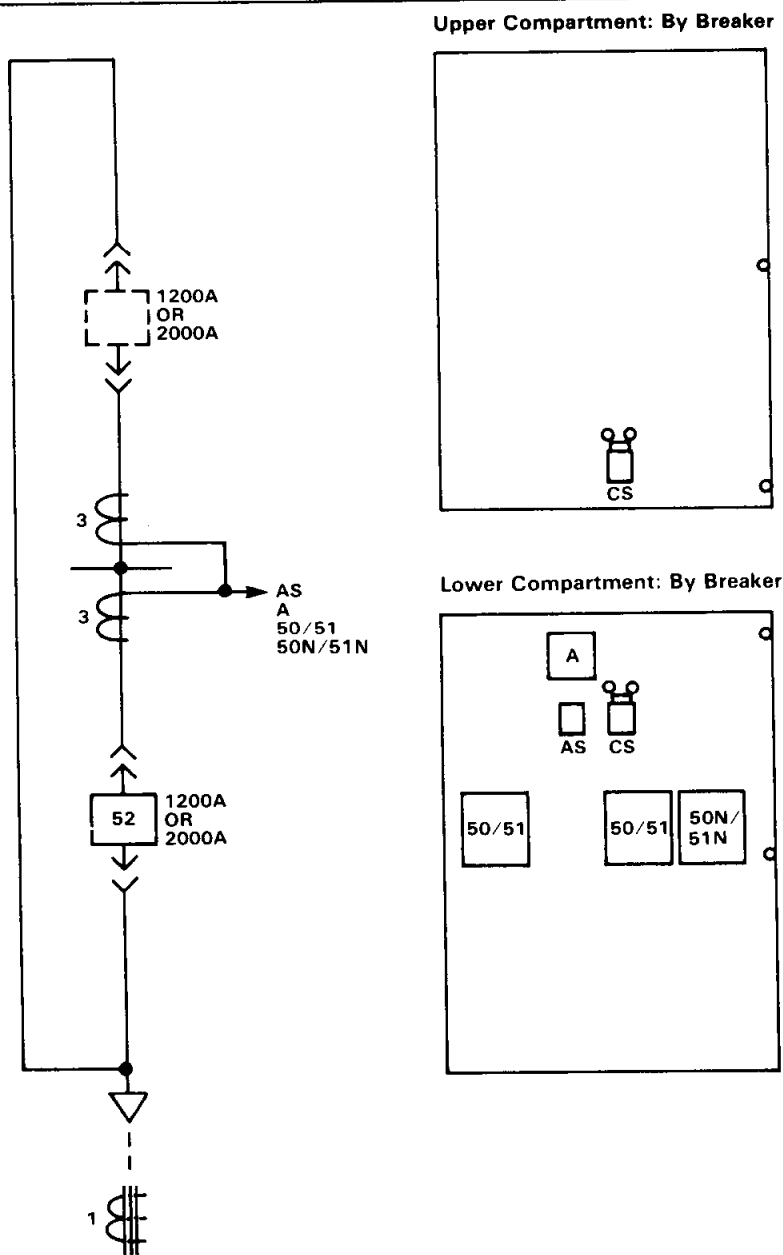 Upper Compartment: By Breaker
1200A
OR
2000A
CS
3
3
AS
A
50/51
50N/51N
Lower Compartment: By Breaker
A
AS
CS
52
1200A
OR
2000A
50/51
50/51
50N/
51N
1